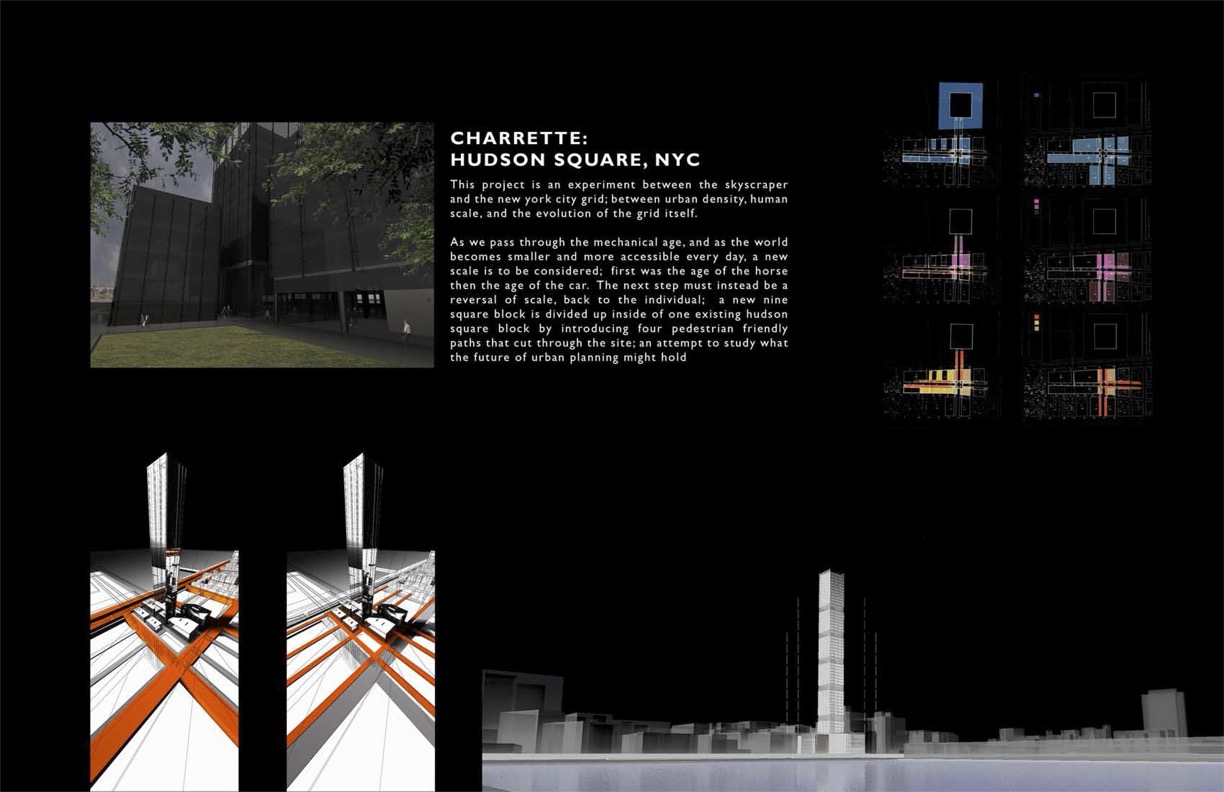 CHARRETTE:
HUDSON SQUARE, NYC
This project is an experiment between the skyscraper
and the new york city grid; between urban density, human
scale, and the evolution of the grid itself.
As we pass through the mechanical age, and as the world
becomes smaller and more accessible every day, a new
scale is to be considered; first was the age of the horse
then the age of the car. The next step must instead be a
reversal of scale, back to the individual; a new nine
square block is divided up inside of one existing hudson
square block by introducing four pedestrian friendly
paths that cut through the site; an attempt to study what
the future of urban planning might hold